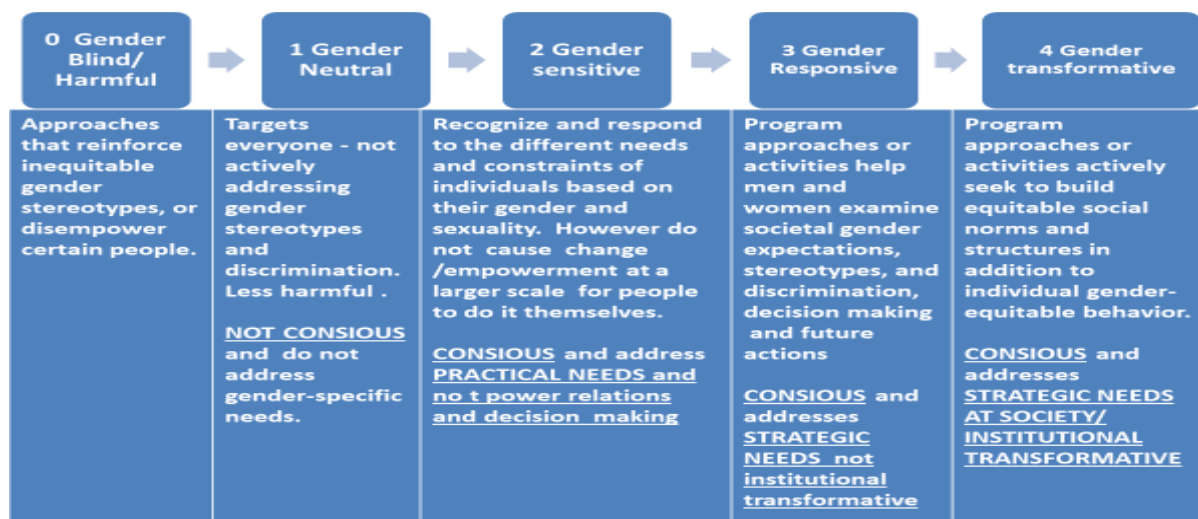 0 Gender
Blind/
Harmful
1 Gender
Neutral
2 Gender
sensitive
3 Gender
Responsive
4 Gender
transformative
Approaches
that reinforce
inequitable
gender
stereotypes, or
disempower
certain people.
Targets
everyone - not
actively
addressing
gender
stereotypes
and
discrimination.
Less harmful .
NOT CONSIOUS
and do not
address
gender-specific
needs.
Recognize and respond
to the different needs
and constraints of
individuals based on
their gender and
sexuality. However do
not cause change
/empowerment at a
larger scale for people
to do it themselves.
CONSIOUS and address
PRACTICAL NEEDS and
no t power relations
and decision making
Program
approaches or
activities help
men and
women examine
societal gender
expectations,
stereotypes, and
discrimination,
decision making
and future
actions
CONSIOUS and
addresses
STRATEGIC
NEEDS not
institutional
transformative
Program
approaches or
activities actively
seek to build
equitable social
norms and
structures in
addition to
individual gender-
equitable behavior.
CONSIOUS and
addresses
STRATEGIC NEEDS
AT SOCIETY/
INSTITUTIONAL
TRANSFORMATIVE